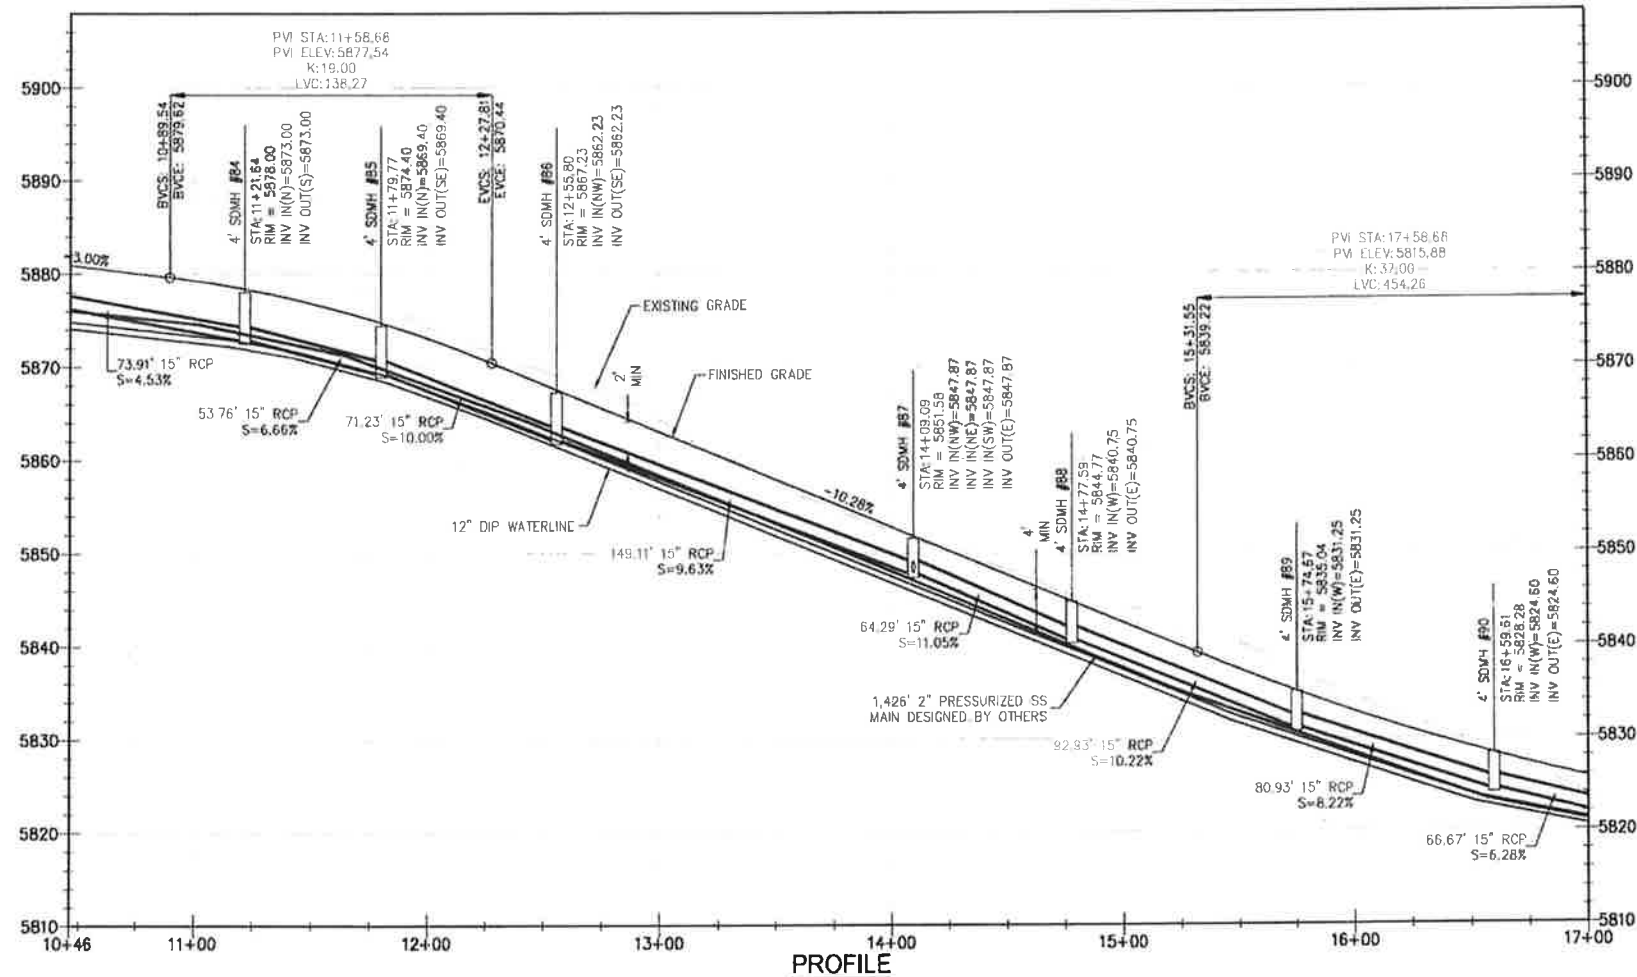 PVI STA:11+58.68
PVI ELEV:5877.54
K:19.00
LVC:138.27
BVCS: 10+89.54
BVCE: 5879.62
EVCS: 12+27.81
EVCE: 5870.44
4' SDMH #84
STA:11+21.64
RIM = 5878.00
INV IN(N)=5873.00
INV OUT(S)=5873.00
4' SDMH #85
STA:11+79.77
RIM = 5874.40
INV IN(N)=5869.40
INV OUT(SE)=5869.40
4' SDMH #86
STA:12+55.80
RIM = 5867.23
INV IN(NW)=5862.23
INV OUT(SE)=5862.23
4' SDMH #87
STA:14+09.09
RIM = 5851.58
INV IN(NW)=5847.87
INV IN(NE)=5847.87
INV IN(SW)=5847.87
INV OUT(E)=5847.87
4' SDMH #88
STA:14+77.59
RIM = 5844.77
INV IN(W)=5840.75
INV OUT(E)=5840.75
PVI STA:17+58.68
PVI ELEV:5815.88
K:37.00
LVC:454.26
BVCS: 15+31.55
BVCE: 5839.22
4' SDMH #89
STA:15+74.67
RIM = 5835.04
INV IN(W)=5831.25
INV OUT(E)=5831.25
4' SDMH #90
STA:16+59.61
RIM = 5828.28
INV IN(W)=5824.60
INV OUT(E)=5824.60
3.00%
-10.28%
EXISTING GRADE
FINISHED GRADE
2'
MIN
4'
MIN
73.91' 15" RCP
S=4.53%
53.76' 15" RCP
S=6.66%
71.23' 15" RCP
S=10.00%
12" DIP WATERLINE
149.11' 15" RCP
S=9.63%
64.29' 15" RCP
S=11.05%
1,426' 2" PRESSURIZED SS
MAIN DESIGNED BY OTHERS
92.93' 15" RCP
S=10.22%
80.93' 15" RCP
S=8.22%
66.67' 15" RCP
S=6.28%
5900
5890
5880
5870
5860
5850
5840
5830
5820
5810
5900
5890
5880
5870
5860
5850
5840
5830
5820
5810
10+46
11+00
12+00
13+00
14+00
15+00
16+00
17+00
PROFILE